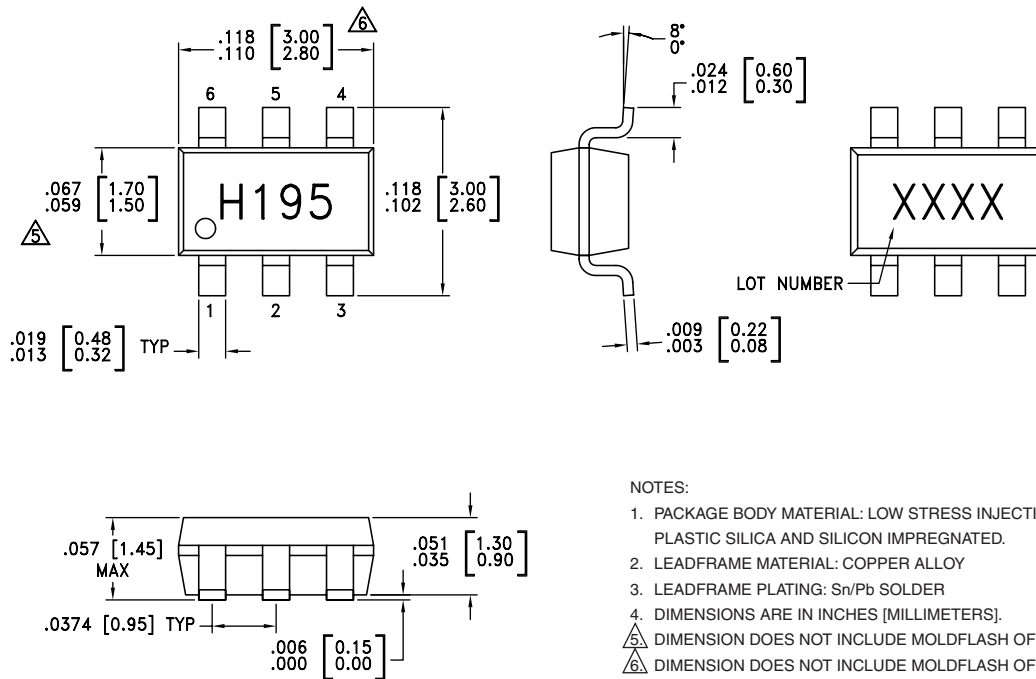 .118 [3.00]
.110 [2.80]
6
6 5 4
.067 [1.70]
.059 [1.50]
5
H195
.118 [3.00]
.102 [2.60]
1 2 3
.019 [0.48]
.013 [0.32] TYP
8°
0°
.024 [0.60]
.012 [0.30]
.009 [0.22]
.003 [0.08]
XXXX
LOT NUMBER
.057 [1.45]
MAX
.051 [1.30]
.035 [0.90]
.0374 [0.95] TYP
.006 [0.15]
.000 [0.00]
NOTES:
1. PACKAGE BODY MATERIAL: LOW STRESS INJECTI
PLASTIC SILICA AND SILICON IMPREGNATED.
2. LEADFRAME MATERIAL: COPPER ALLOY
3. LEADFRAME PLATING: Sn/Pb SOLDER
4. DIMENSIONS ARE IN INCHES [MILLIMETERS].
5. DIMENSION DOES NOT INCLUDE MOLDFLASH OF
6. DIMENSION DOES NOT INCLUDE MOLDFLASH OF